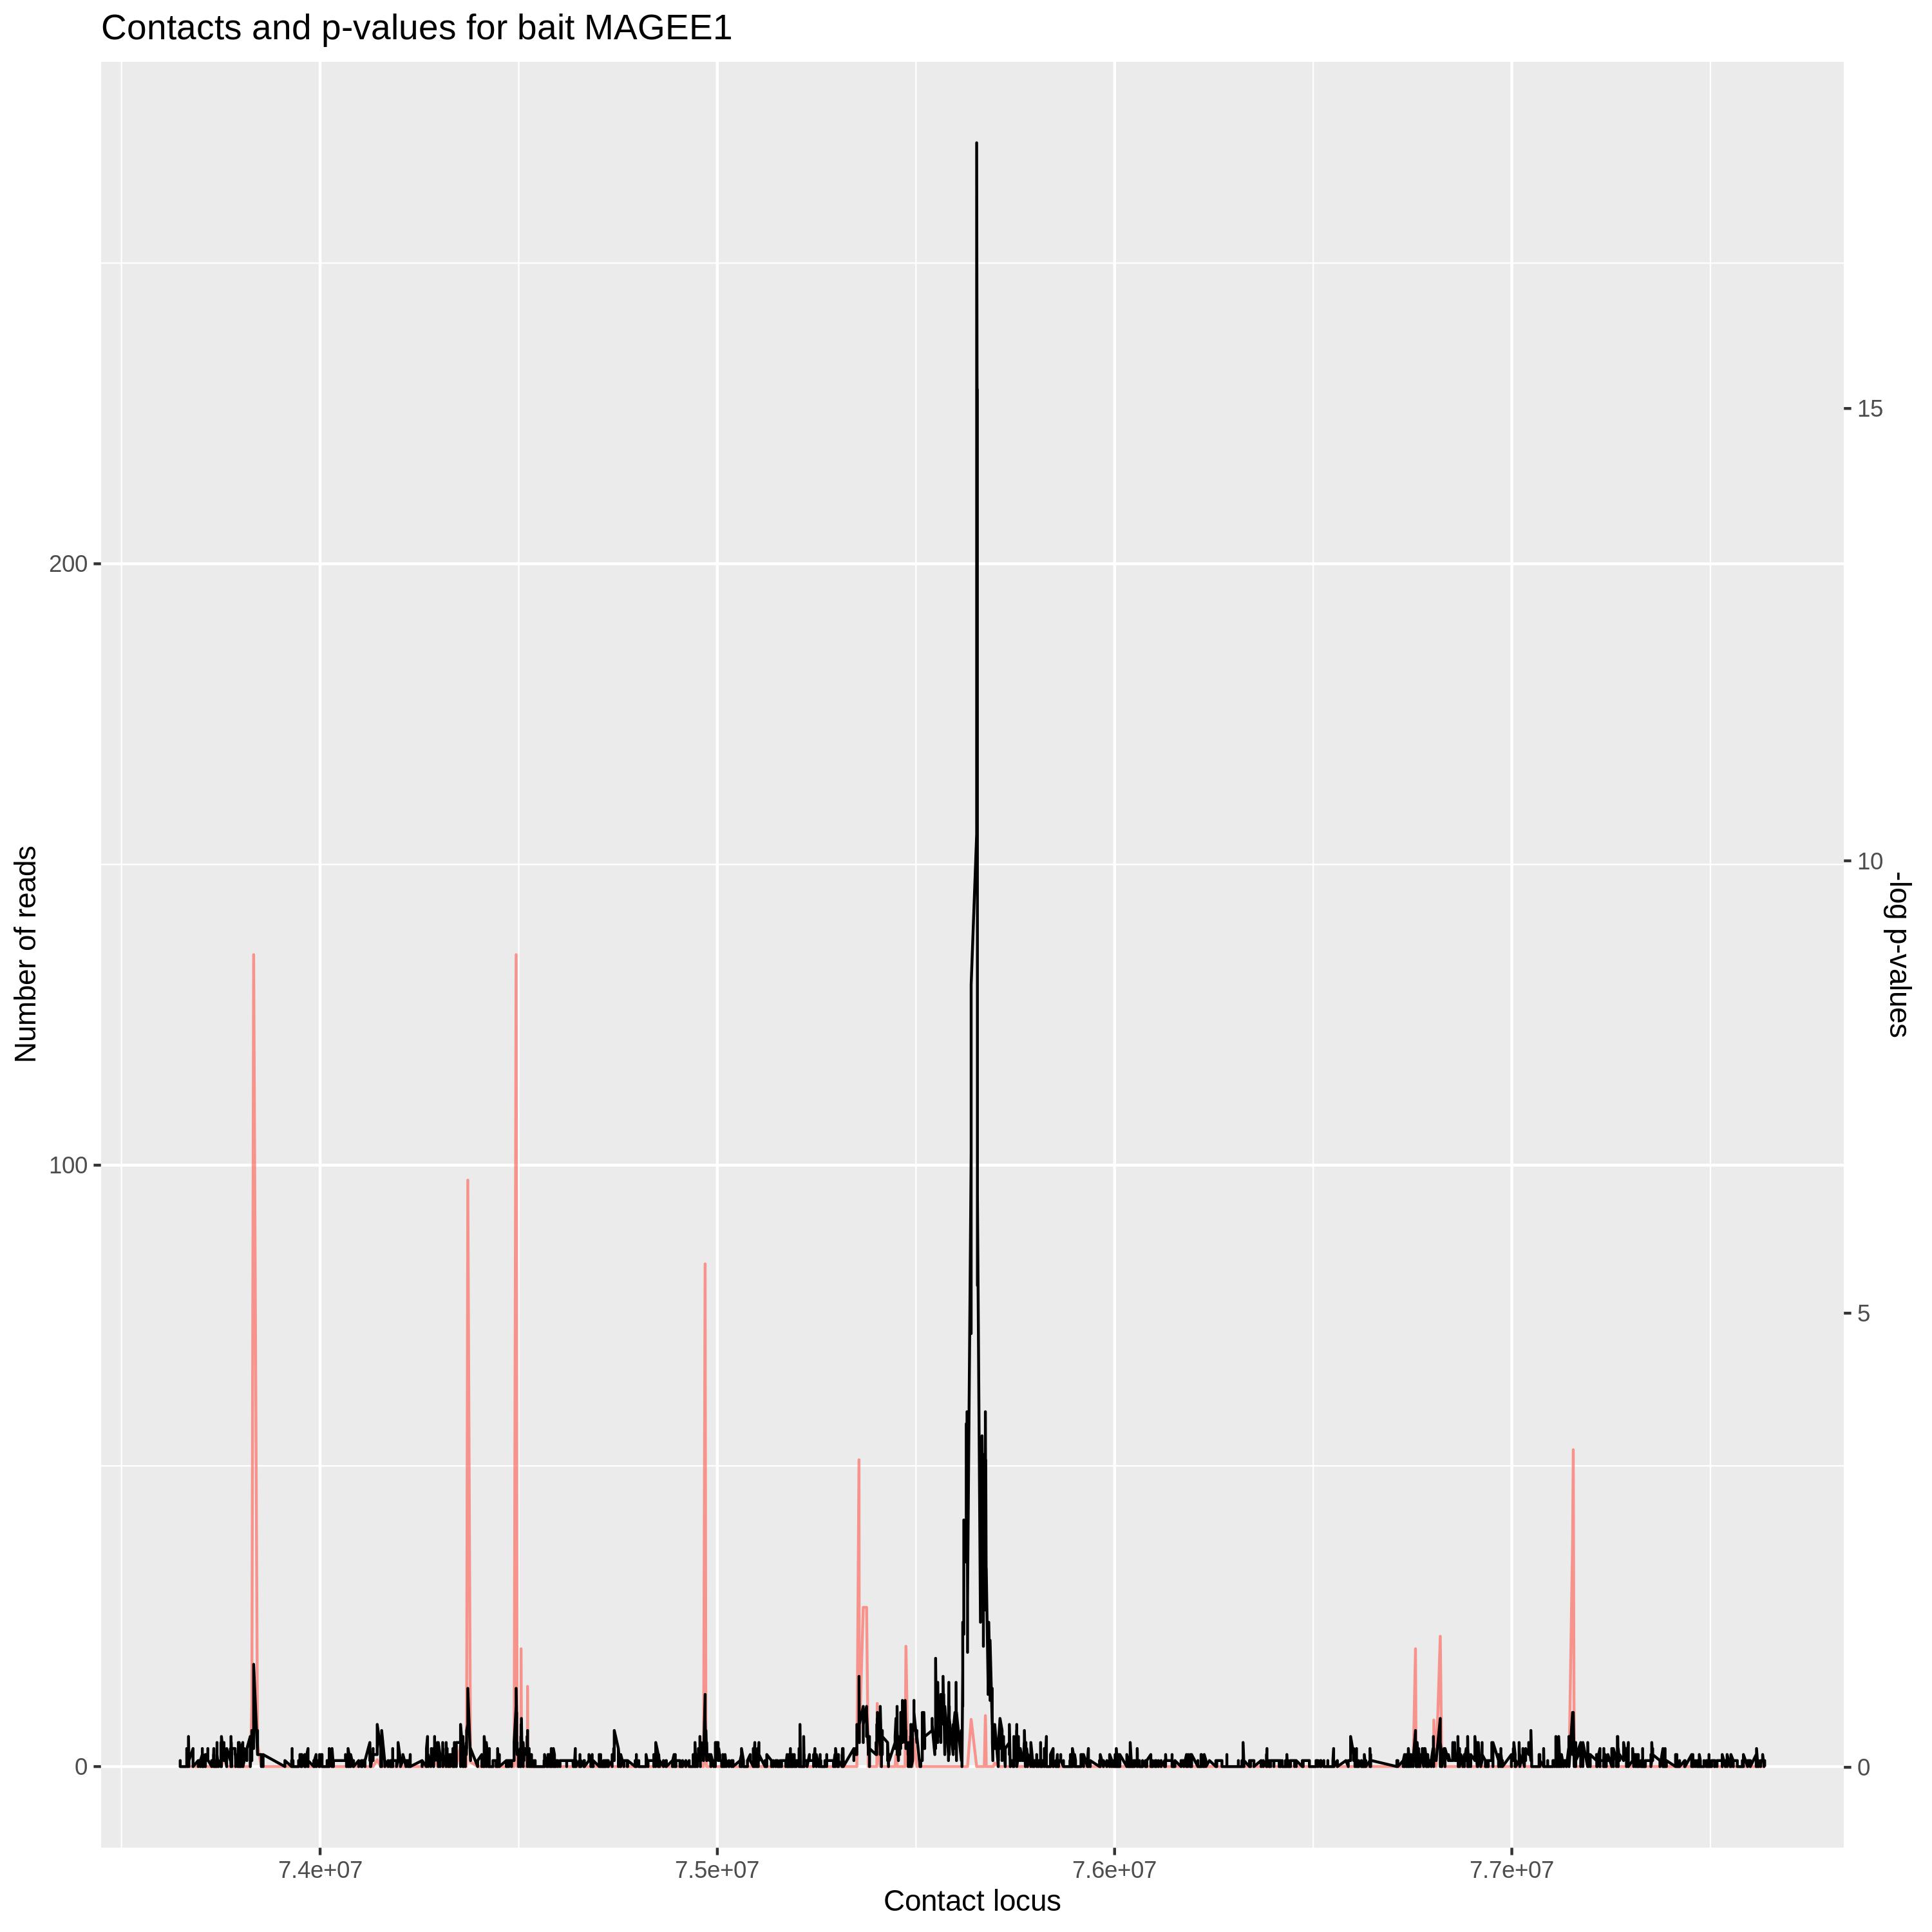 Contacts and p-values for bait MAGEE1
Number of reads
200
100
0
15
10
5
0
-log p-values
7.4e+07
7.5e+07
7.6e+07
7.7e+07
Contact locus